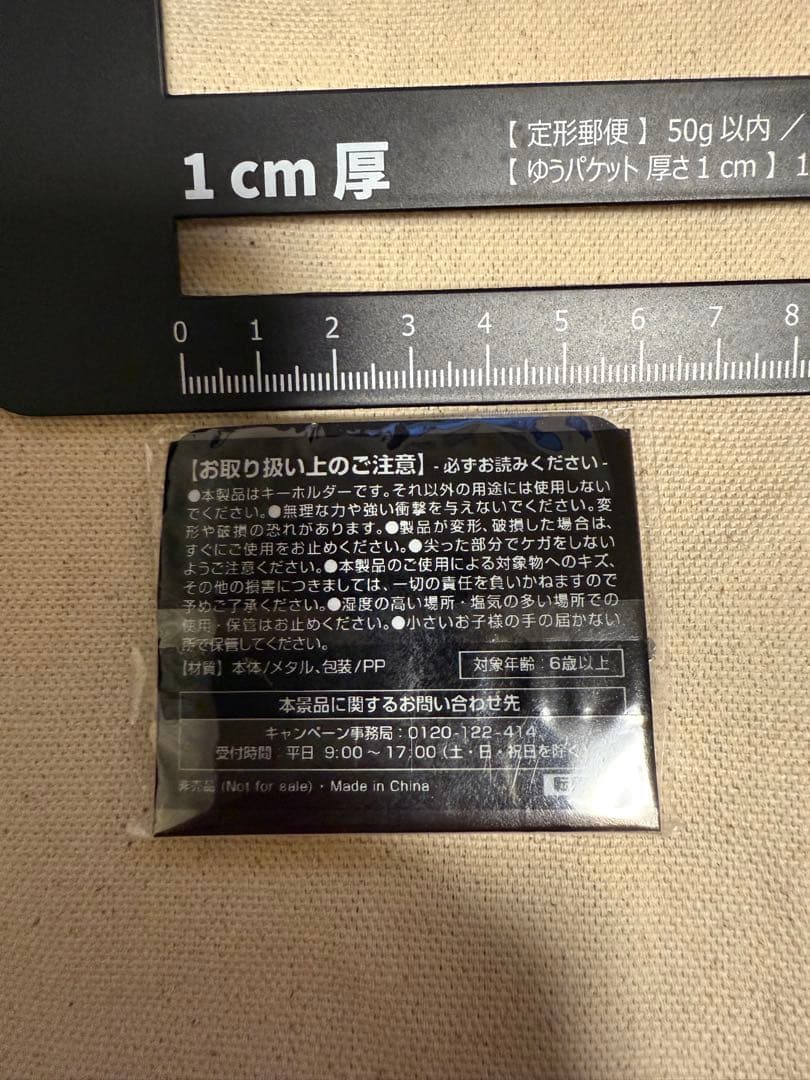 1 cm 厚
【 定形郵便 】 50g 以内 ／
【 ゆうパケット 厚さ 1 cm 】 1
0 1 2 3 4 5 6 7 8
【お取り扱い上のご注意】 - 必ずお読みください -
●本製品はキーホルダーです。それ以外の用途には使用しない
でください。●無理な力や強い衝撃を与えないでください。変
形や破損の恐れがあります。●製品が変形、破損した場合は、
すぐにご使用をお止めください。●尖った部分でケガをしない
ようご注意ください。●本製品のご使用による対象物へのキズ、
その他の損害につきましては、一切の責任を負いかねますので
予めご了承ください。●湿度の高い場所・塩気の多い場所での
使用・保管はお止めください。●小さいお子様の手の届かない
所で保管してください。
【材質】本体/メタル、包装/PP
対象年齢：6歳以上
本景品に関するお問い合わせ先
キャンペーン事務局：0120-122-414
受付時間：平日 9:00～17:00（土・日・祝日を除く）
非売品 (Not for sale)・Made in China